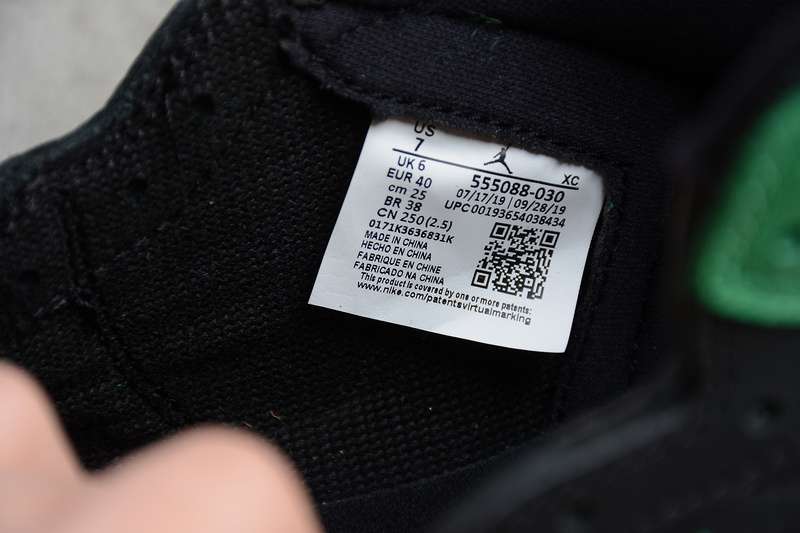 US
7
UK 6
EUR 40
cm 25
BR 38
CN 250 (2.5)
0171K3636831K
XC
555088-030
07/17/19 | 09/28/19
UPC00193654038434
MADE IN CHINA
HECHO EN CHINA
FABRIQUE EN CHINE
FABRICADO NA CHINA
This product is covered by one or more patents:
www.nike.com/patentsvirtualmarking